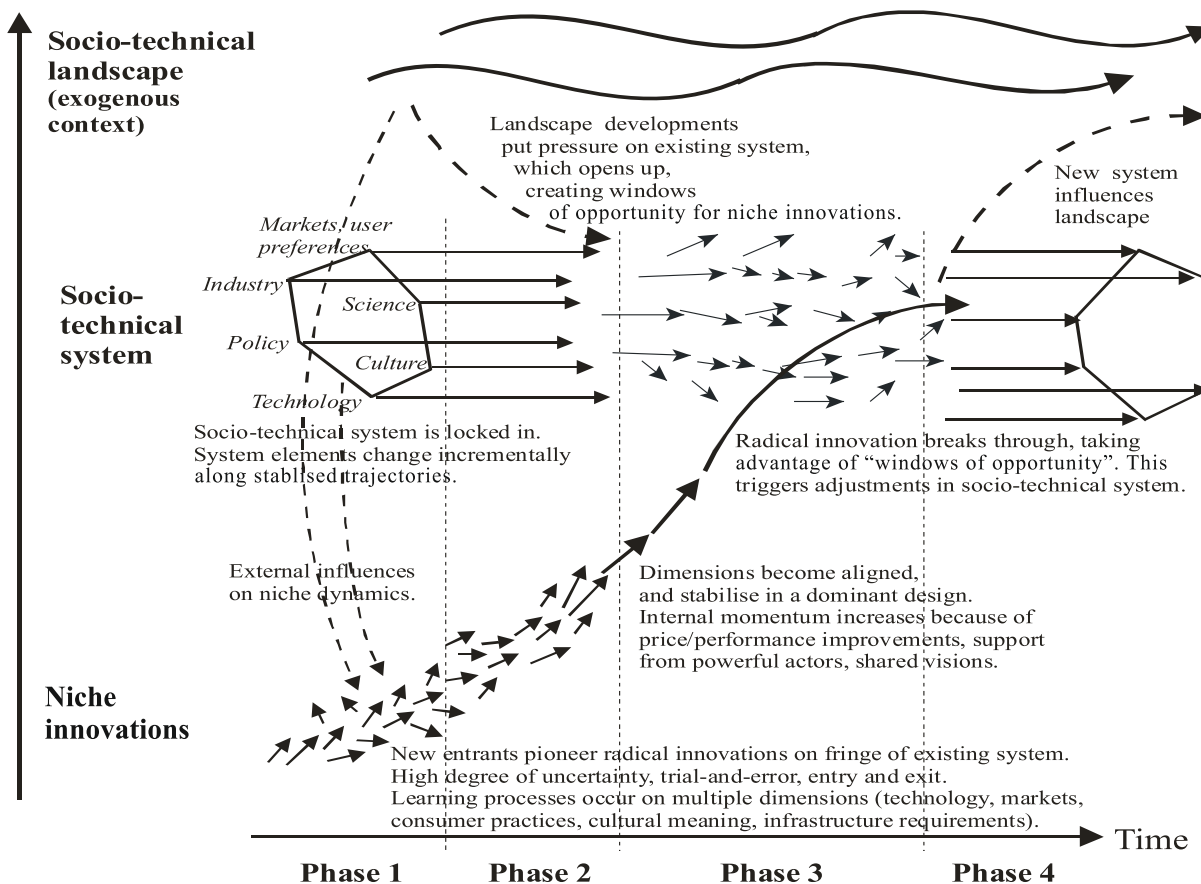 Socio-technical
landscape
(exogenous
context)
Landscape developments
put pressure on existing system,
which opens up,
creating windows
of opportunity for niche innovations.
New system
influences
landscape
Markets, user
preferences
Industry
Science
Policy
Culture
Technology
Socio-
technical
system
Socio-technical system is locked in.
System elements change incrementally
along stablised trajectories.
Radical innovation breaks through, taking
advantage of “windows of opportunity”. This
triggers adjustments in socio-technical system.
External influences
on niche dynamics.
Dimensions become aligned,
and stabilise in a dominant design.
Internal momentum increases because of
price/performance improvements, support
from powerful actors, shared visions.
Niche
innovations
New entrants pioneer radical innovations on fringe of existing system.
High degree of uncertainty, trial-and-error, entry and exit.
Learning processes occur on multiple dimensions (technology, markets,
consumer practices, cultural meaning, infrastructure requirements).
Time
Phase 1
Phase 2
Phase 3
Phase 4